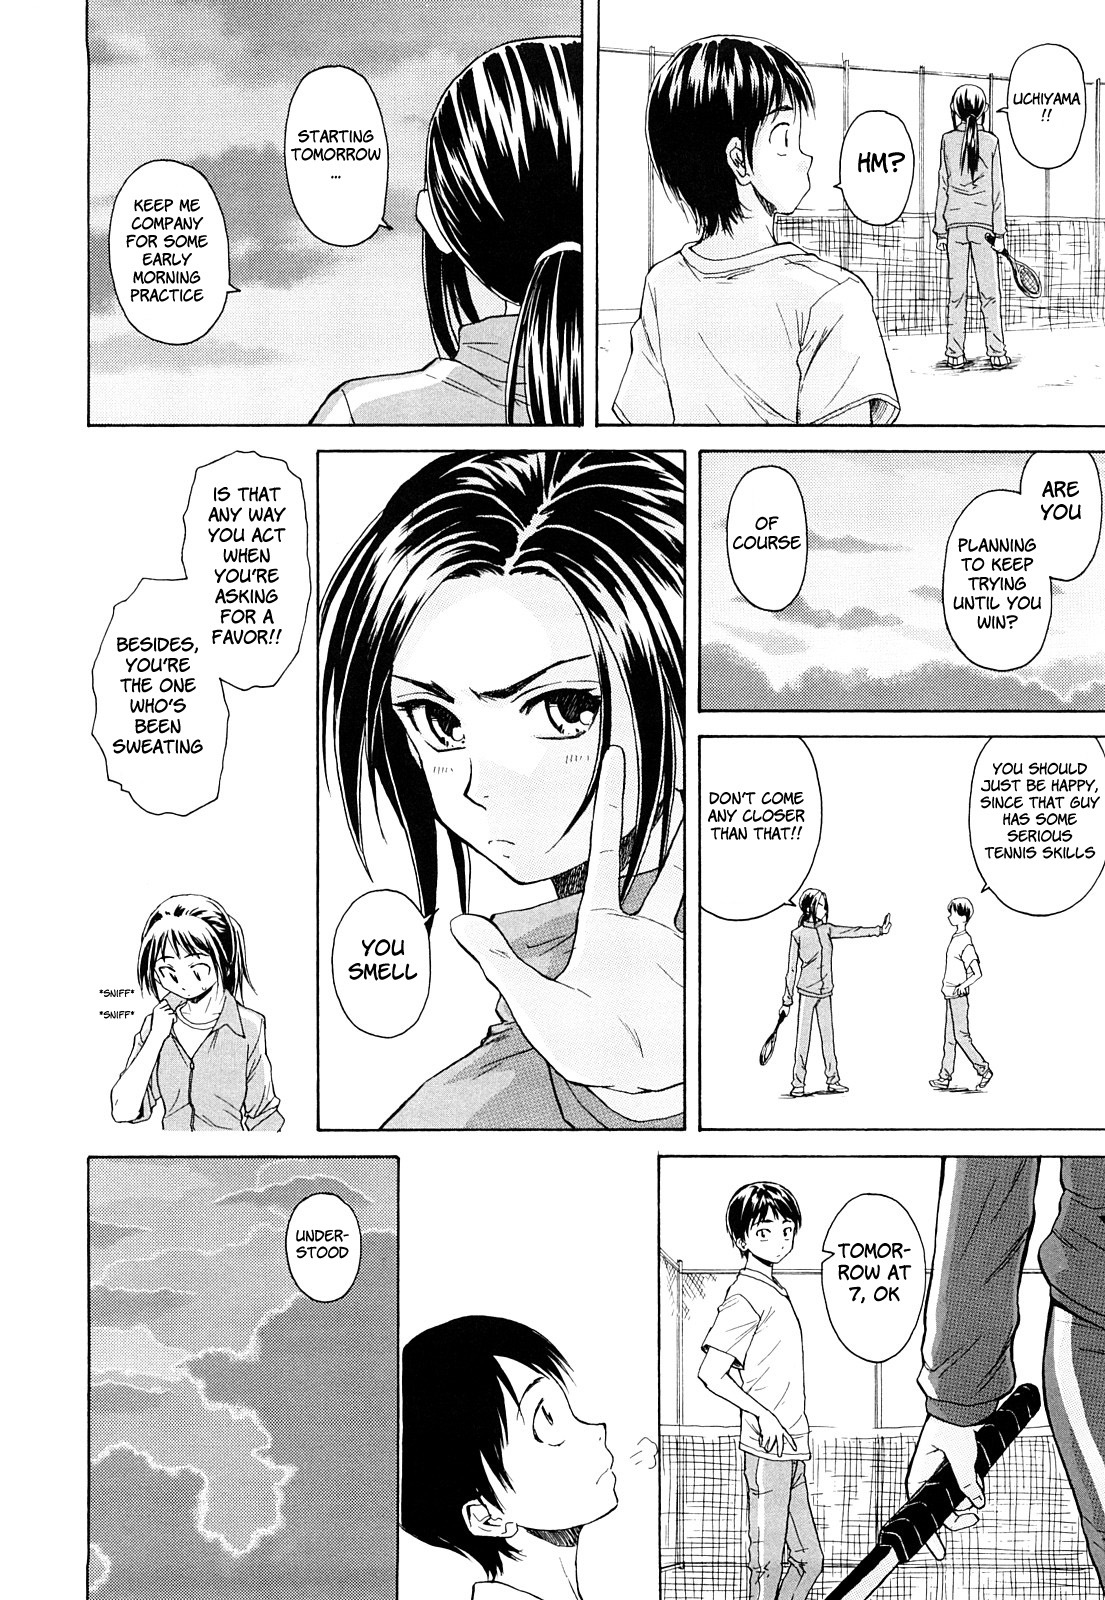 UCHIYAMA
!!
HM?
STARTING
TOMORROW
...
KEEP ME
COMPANY
FOR SOME
EARLY
MORNING
PRACTICE
ARE
YOU
PLANNING
TO KEEP
TRYING
UNTIL YOU
WIN?
OF
COURSE
YOU SHOULD
JUST BE HAPPY,
SINCE THAT GUY
HAS SOME
SERIOUS
TENNIS SKILLS
DON'T COME
ANY CLOSER
THAN THAT!!
YOU
SMELL
IS THAT
ANY WAY
YOU ACT
WHEN
YOU'RE
ASKING
FOR A
FAVOR!!
BESIDES,
YOU'RE
THE ONE
WHO'S
BEEN
SWEATING
*SNIFF*
*SNIFF*
TOMOR-
ROW AT
7, OK
UNDER-
STOOD